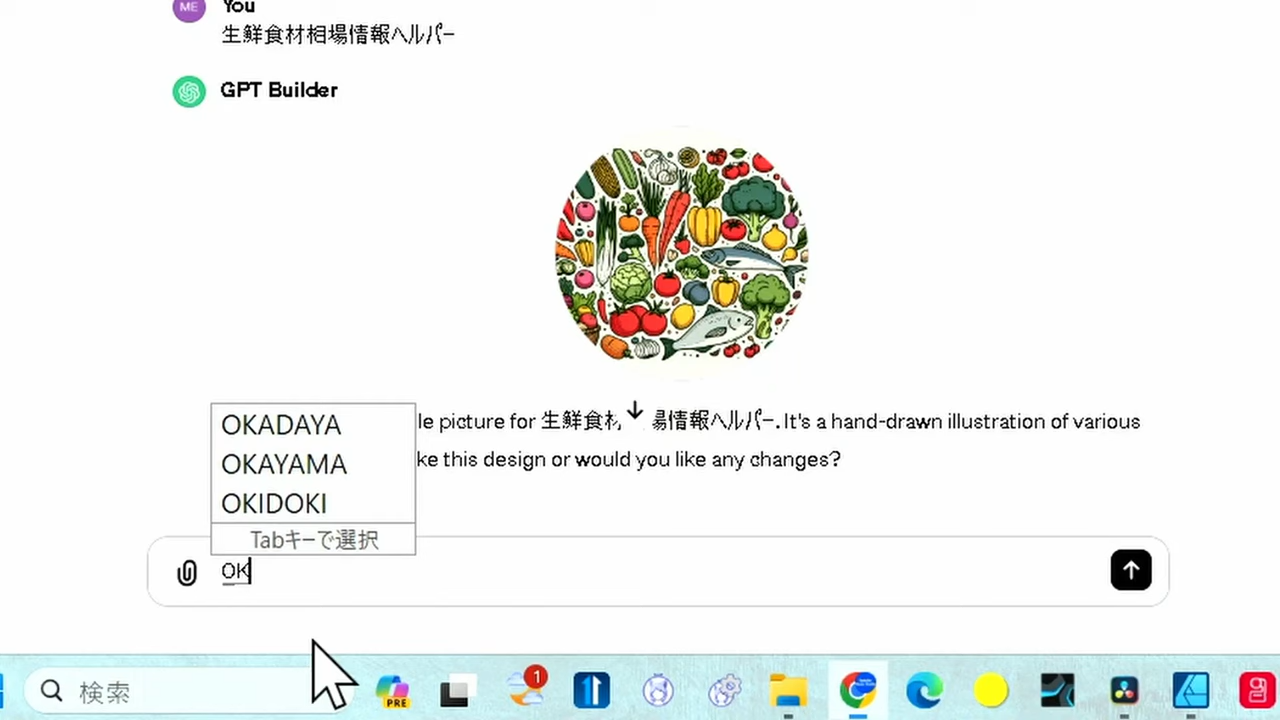 ME You
生鮮食材相場情報ヘルパー
GPT Builder
le picture for 生鮮食材 場情報ヘルパー. It's a hand-drawn illustration of various
ke this design or would you like any changes?
OKADAYA
OKAYAMA
OKIDOKI
Tabキーで選択
OK
検索
PRE
1